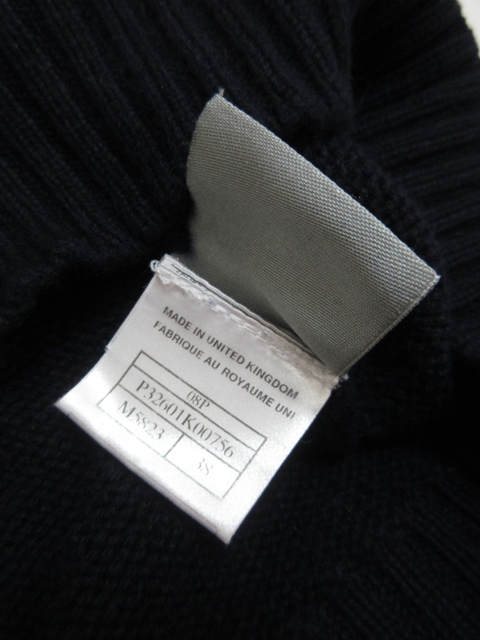 MADE IN UNITED KINGDOM
FABRIQUE AU ROYAUME UNI
08P
P32601K00756
M5823 38